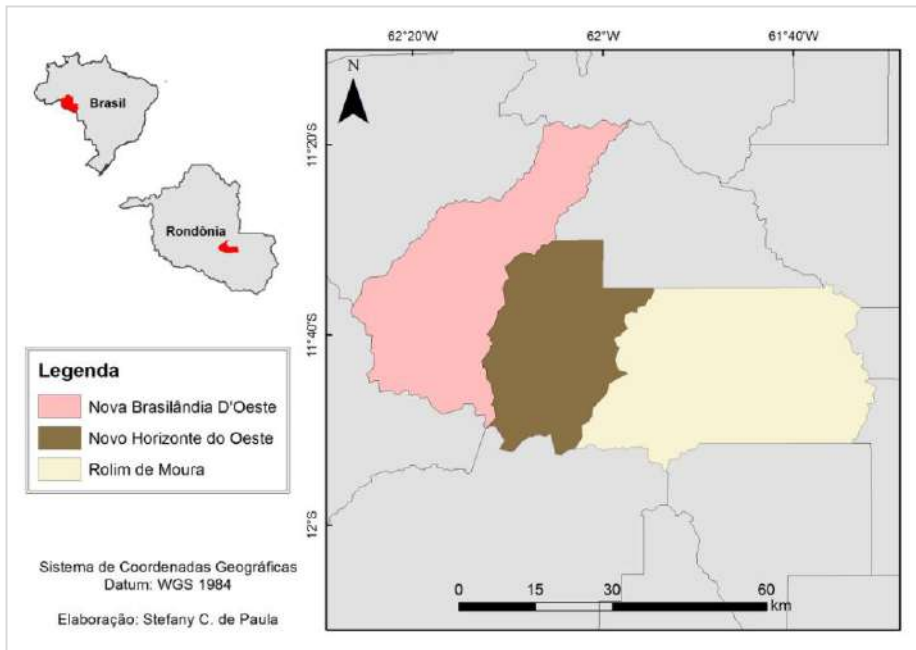 62°20'W
62°W
61°40'W
N
Brasil
11°20'S
Rondônia
11°40'S
Legenda
Nova Brasilândia D'Oeste
Novo Horizonte do Oeste
Rolim de Moura
12°S
Sistema de Coordenadas Geográficas
Datum: WGS 1984
Elaboração: Stefany C. de Paula
0 15 30 60
km